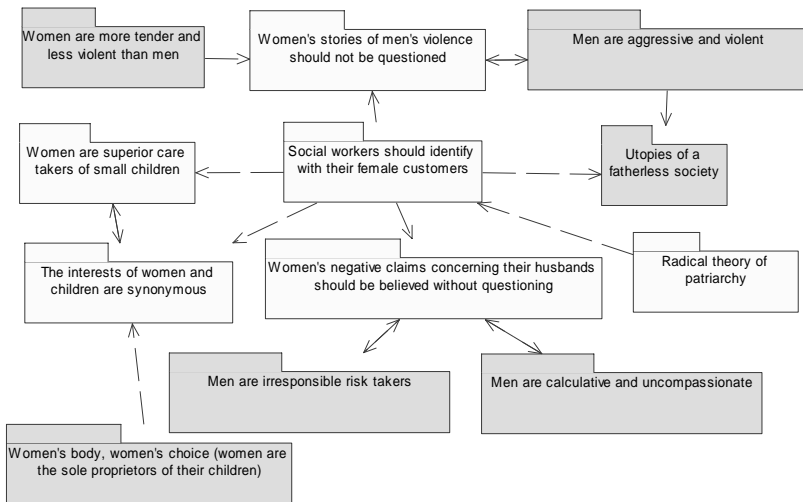 Women are more tender and
less violent than men
Women's stories of men's violence
should not be questioned
Men are aggressive and violent
Women are superior care
takers of small children
Social workers should identify
with their female customers
Utopies of a
fatherless society
The interests of women and
children are synonymous
Women's negative claims concerning their husbands
should be believed without questioning
Radical theory of
patriarchy
Men are irresponsible risk takers
Men are calculative and uncompassionate
Women's body, women's choice (women are
the sole proprietors of their children)